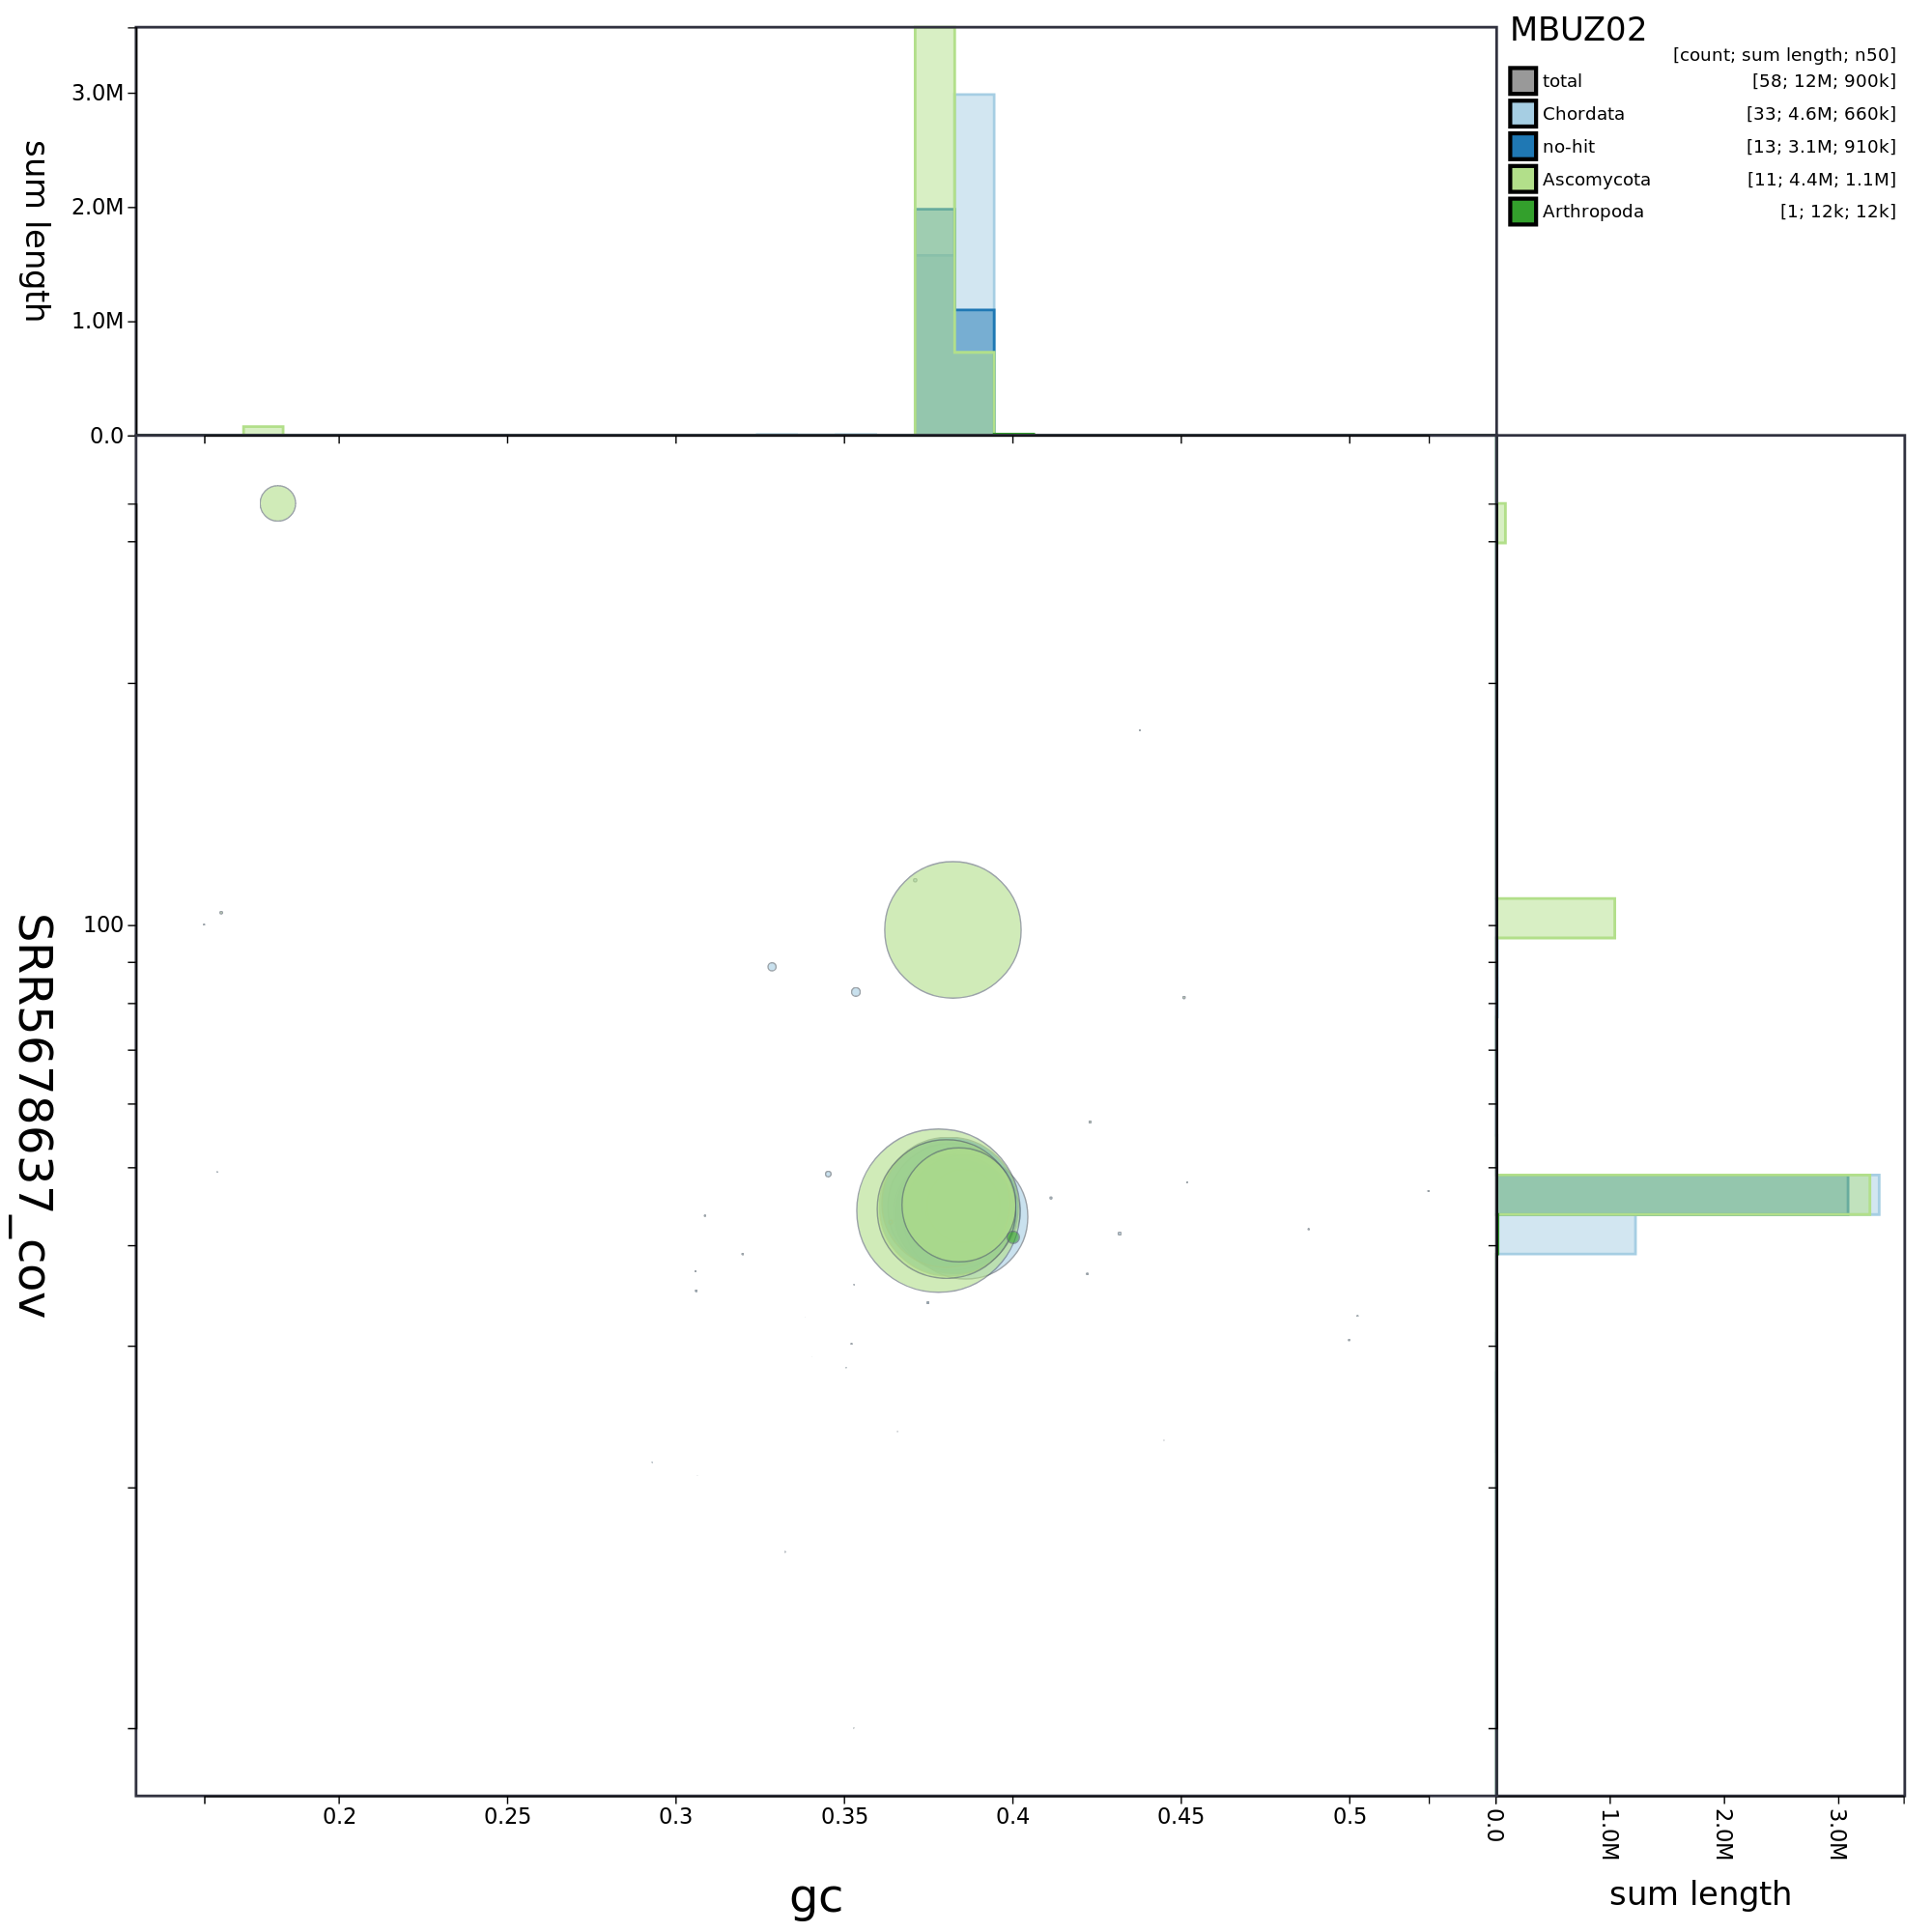 MBUZ02
[count; sum length; n50]
total [58; 12M; 900k]
Chordata [33; 4.6M; 660k]
no-hit [13; 3.1M; 910k]
Ascomycota [11; 4.4M; 1.1M]
Arthropoda [1; 12k; 12k]
sum length
3.0M
2.0M
1.0M
0.0
SRR5678637_cov
100
0.2 0.25 0.3 0.35 0.4 0.45 0.5
gc
0.0 1.0M 2.0M 3.0M
sum length